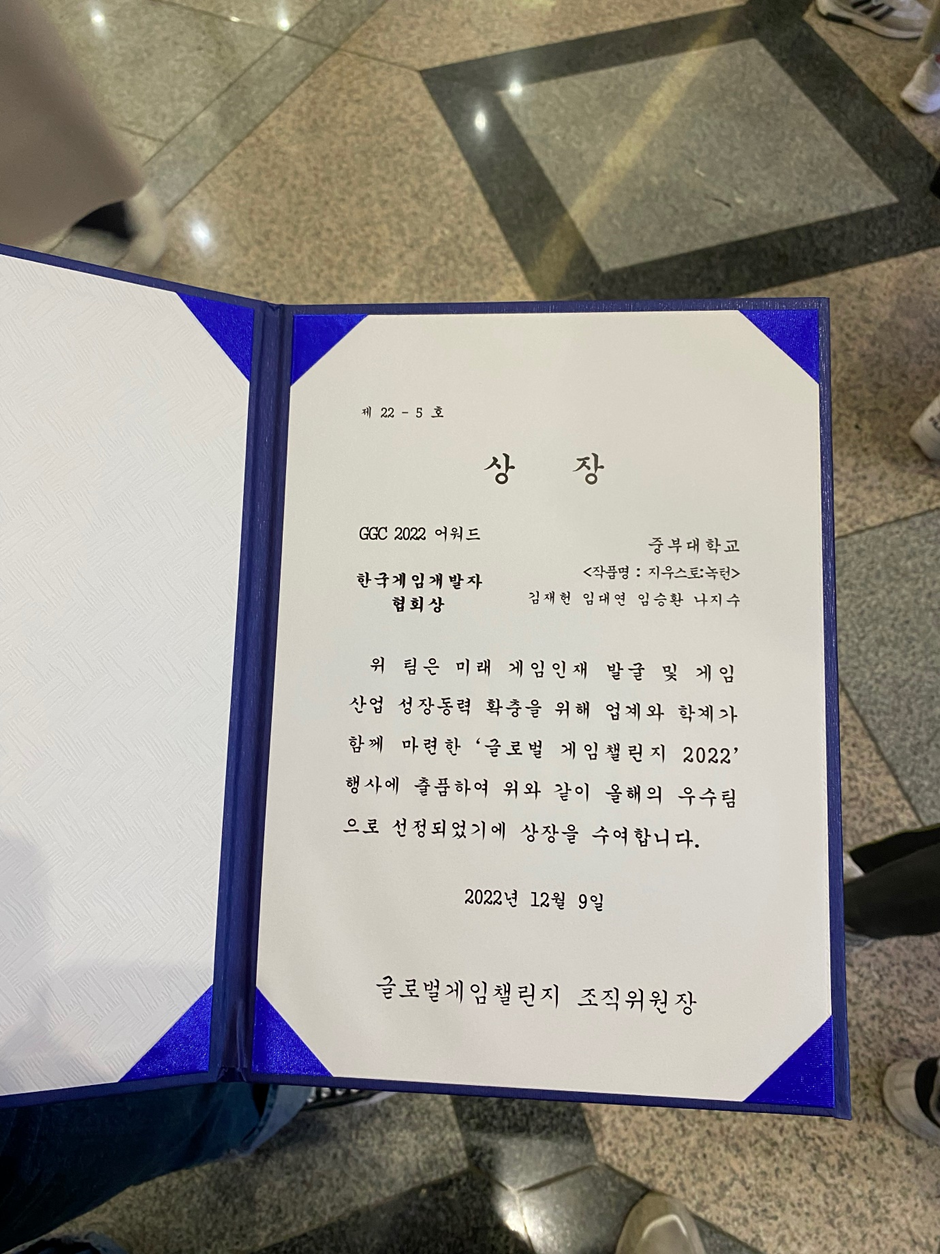 제 22 - 5 호
상 장
GGC 2022 어워드
한국게임개발자
협회상
중부대학교
<작품명 : 지우스토:녹턴>
김재헌 임대연 임승환 나지수
위 팀은 미래 게임인재 발굴 및 게임
산업 성장동력 확충을 위해 업계와 학계가
함께 마련한 ‘글로벌 게임챌린지 2022’
행사에 출품하여 위와 같이 올해의 우수팀
으로 선정되었기에 상장을 수여합니다.
2022년 12월 9일
글로벌게임챌린지 조직위원장